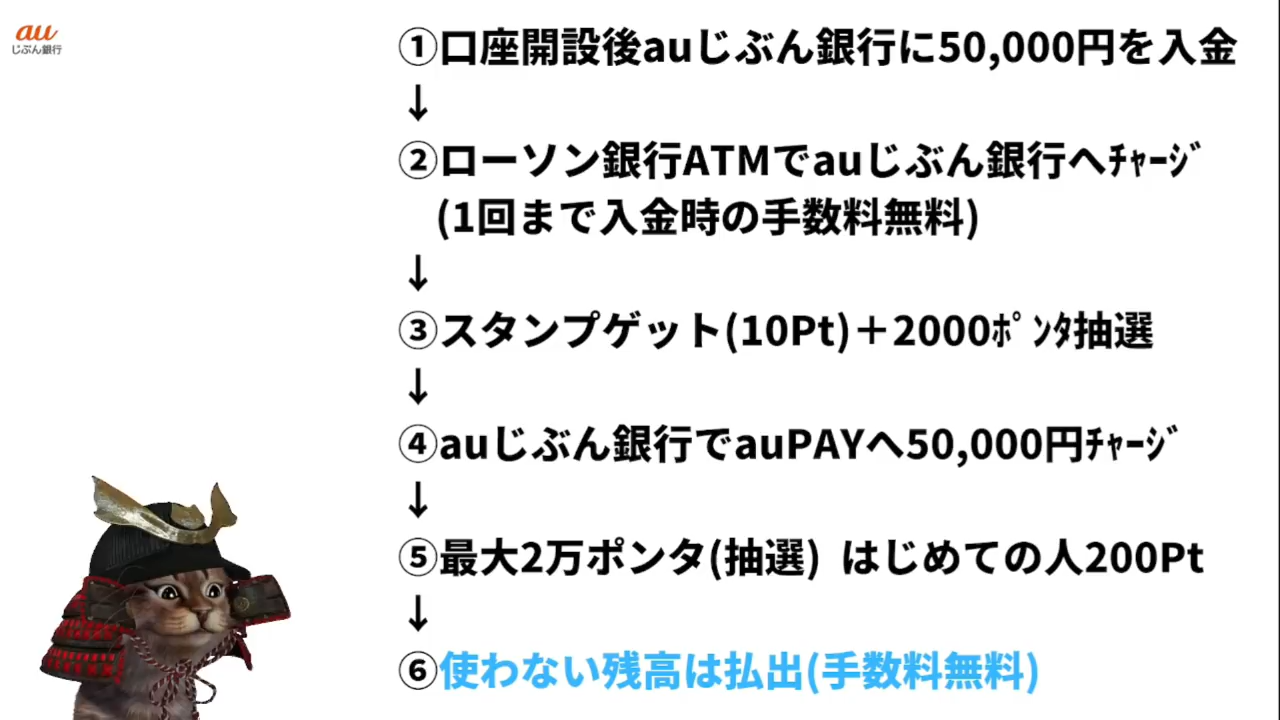 au
じぶん銀行
①口座開設後auじぶん銀行に50,000円を入金
↓
②ローソン銀行ATMでauじぶん銀行へﾁｬｰｼﾞ
(1回まで入金時の手数料無料)
↓
③スタンプゲット(10Pt)＋2000ﾎﾟﾝﾀ抽選
↓
④auじぶん銀行でauPAYへ50,000円ﾁｬｰｼﾞ
↓
⑤最大2万ポンタ(抽選) はじめての人200Pt
↓
⑥使わない残高は払出(手数料無料)